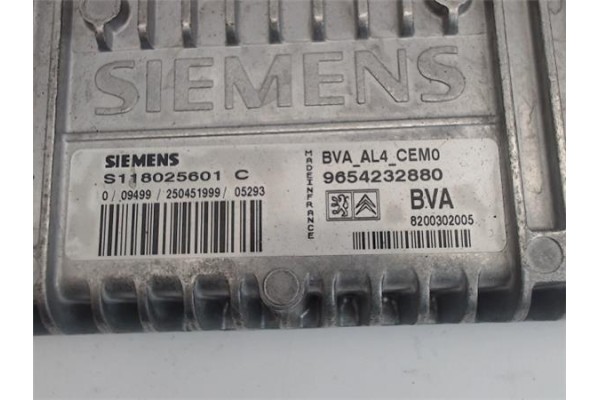 SIEMENS
SIEMENS
S118025601 C
0 / 09499 / 250451999 / 05293
MADE IN FRANCE
BVA_AL4_CEM0
9654232880
BVA
8200302005